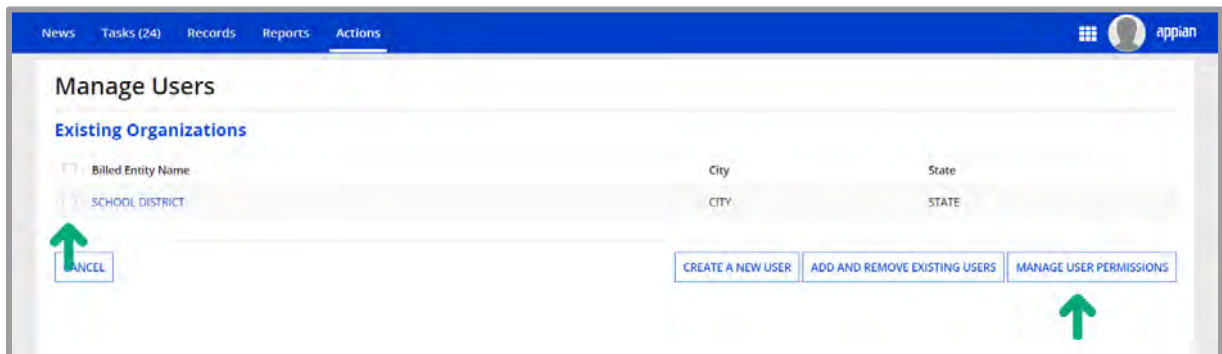 News Tasks (24) Records Reports Actions appian
Manage Users
Existing Organizations
Billed Entity Name City State
SCHOOL DISTRICT CITY STATE
CANCEL CREATE A NEW USER ADD AND REMOVE EXISTING USERS MANAGE USER PERMISSIONS